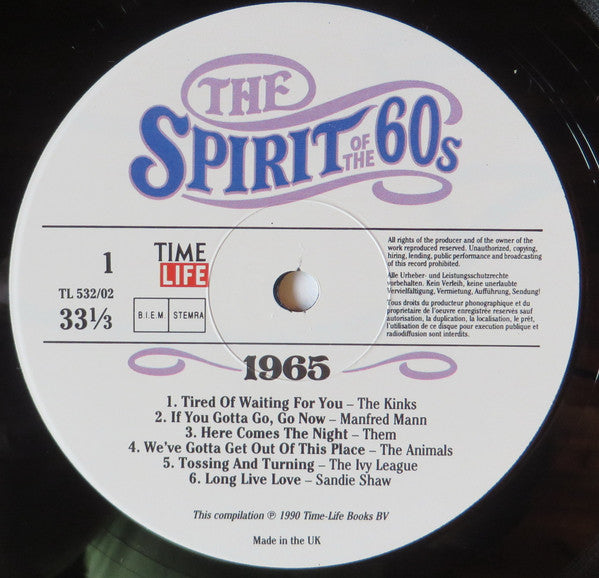 THE
SPIRIT OF THE 60s
1
TL 532/02
33⅓
TIME
LIFE
B.I.E.M. STEMRA
All rights of the producer and of the owner of the
work reproduced reserved. Unauthorized, copying,
hiring, lending, public performance and broadcasting
of this record prohibited.
Alle Urheber- und Leistungsschutzrechte
vorbehalten. Kein Verleih, keine unerlaubte
Vervielfältigung, Vermietung, Aufführung, Sendung!
Tous droits du producteur phonographique et du
proprietaire de l'oeuvre enregistrée reservés sauf
autorisation, la duplication, la localisation, le prêt,
l'utilisation de ce disque pour execution publique et
radiodiffusion sont interdits.
1965
1. Tired Of Waiting For You – The Kinks
2. If You Gotta Go, Go Now – Manfred Mann
3. Here Comes The Night – Them
4. We've Gotta Get Out Of This Place – The Animals
5. Tossing And Turning – The Ivy League
6. Long Live Love – Sandie Shaw
This compilation ℗ 1990 Time-Life Books BV
Made in the UK